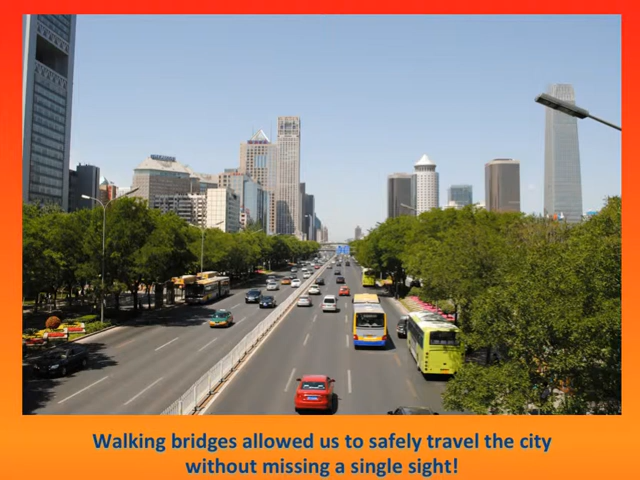 Walking bridges allowed us to safely travel the city
without missing a single sight!